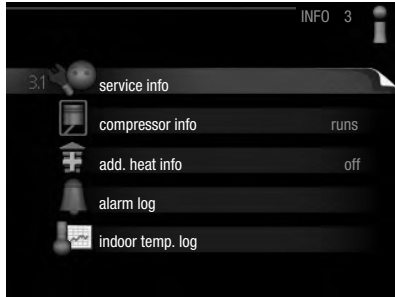 INFO 3
3.1 service info
compressor info runs
add. heat info off
alarm log
indoor temp. log